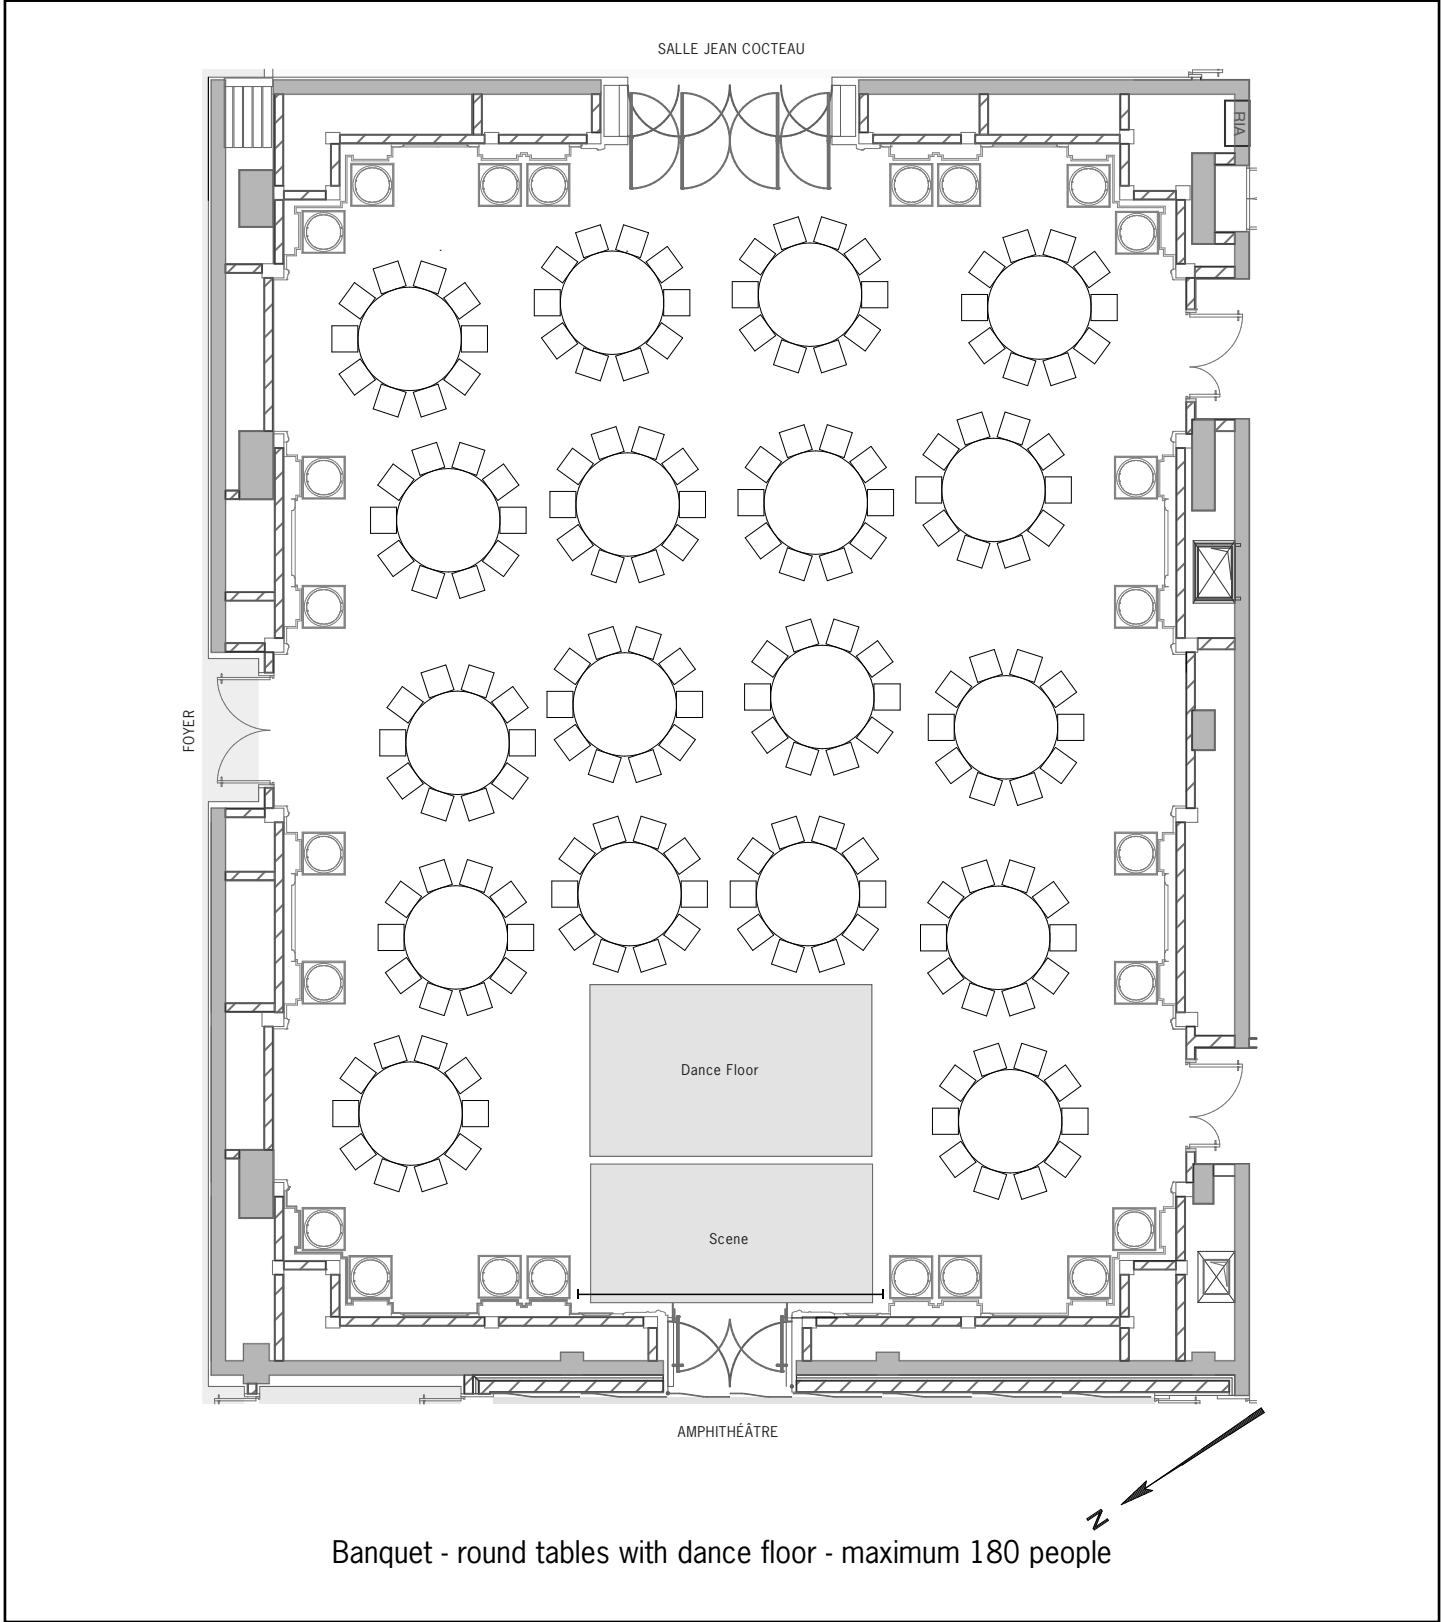 SALLE JEAN COCTEAU
RIA
FOYER
Dance Floor
Scene
AMPHITHÉÂTRE
N
Banquet - round tables with dance floor - maximum 180 people